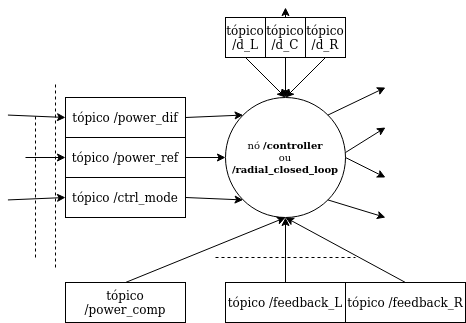 tópico
/d_L
tópico
/d_C
tópico
/d_R
tópico /power_dif
tópico /power_ref
tópico /ctrl_mode
nó /controller
ou
/radial_closed_loop
tópico
/power_comp
tópico /feedback_L
tópico /feedback_R